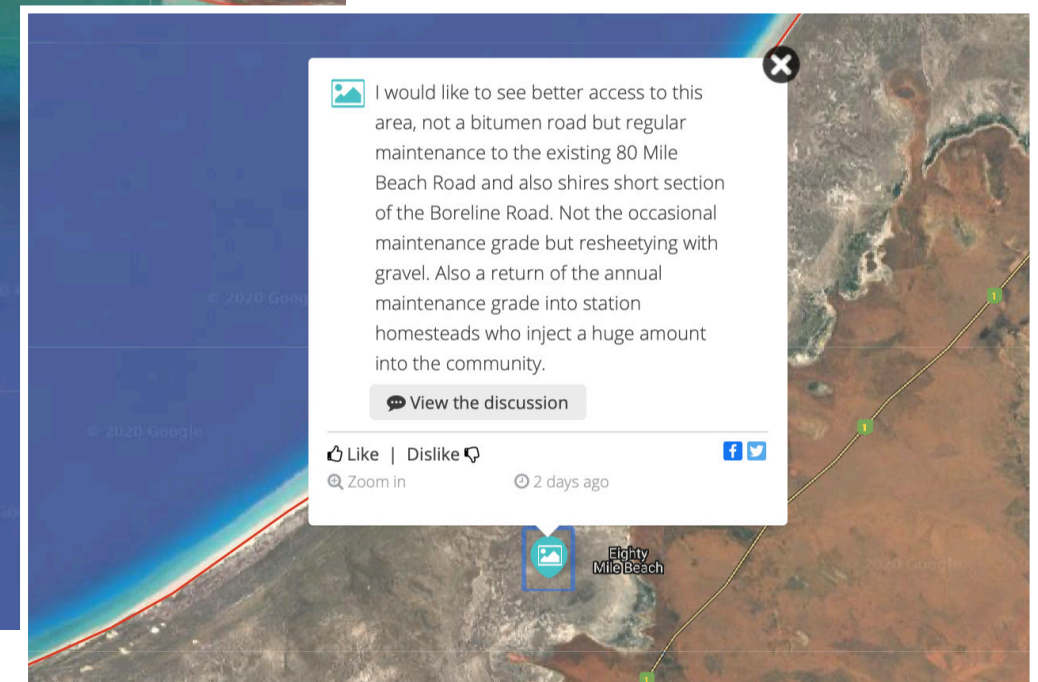 I would like to see better access to this
area, not a bitumen road but regular
maintenance to the existing 80 Mile
Beach Road and also shires short section
of the Boreline Road. Not the occasional
maintenance grade but resheetying with
gravel. Also a return of the annual
maintenance grade into station
homesteads who inject a huge amount
into the community.
View the discussion
Like | Dislike
Zoom in 2 days ago
© 2020 Goog
1
1
© 2020 Google
Eighty
Mile Beach
2020 Google
1